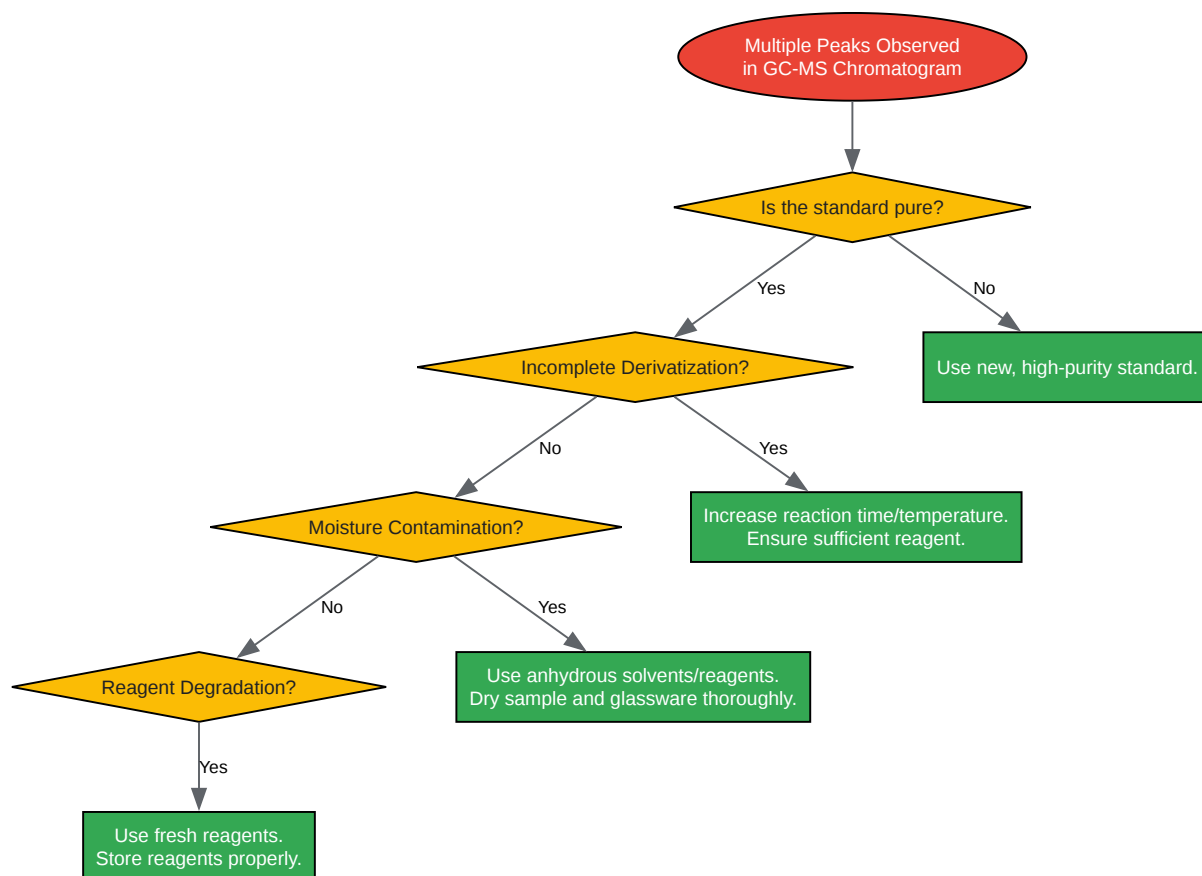 Multiple Peaks Observed
in GC-MS Chromatogram
Is the standard pure?
Yes
No
Incomplete Derivatization?
Use new, high-purity standard.
No
Yes
Moisture Contamination?
Increase reaction time/temperature.
Ensure sufficient reagent.
No
Yes
Reagent Degradation?
Use anhydrous solvents/reagents.
Dry sample and glassware thoroughly.
Yes
Use fresh reagents.
Store reagents properly.